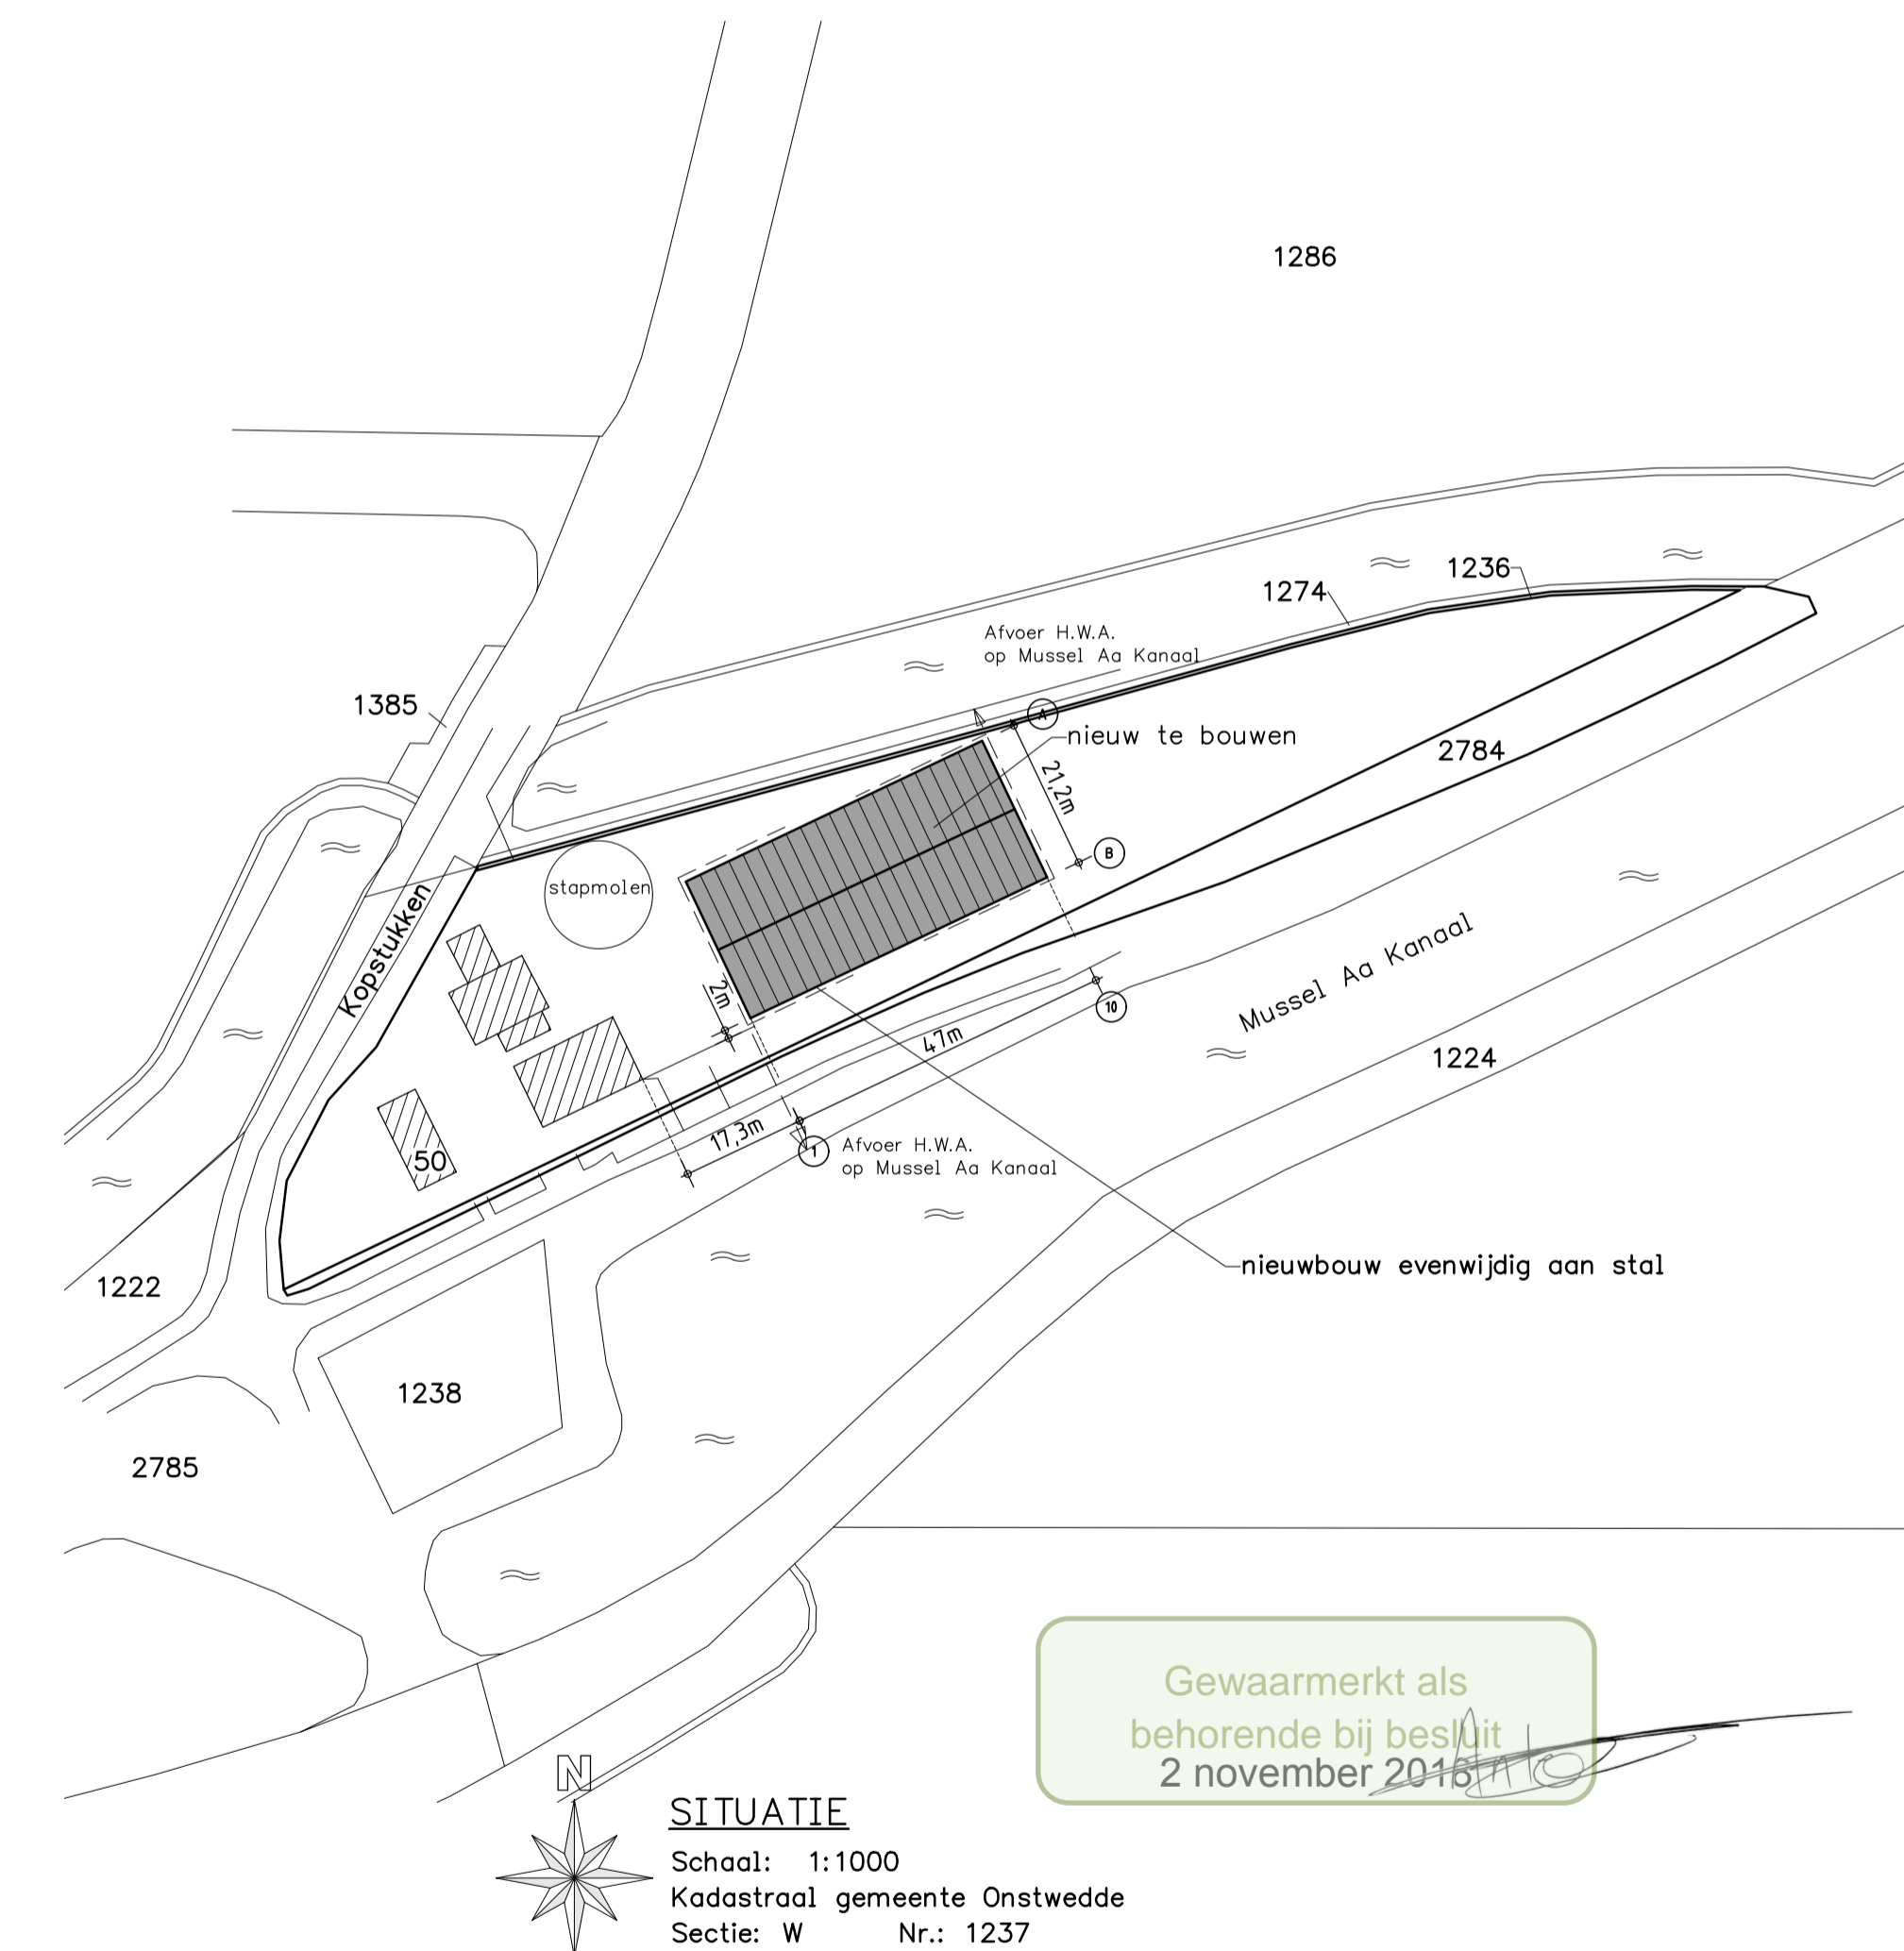 1286
1236
1274
Afvoer H.W.A.
op Mussel Aa Kanaal
1385
A
nieuw te bouwen
2784
21,2m
B
stapmolen
Kopstukken
Mussel Aa Kanaal
2m
10
47m
1224
17,3m
1
Afvoer H.W.A.
op Mussel Aa Kanaal
50
nieuwbouw evenwijdig aan stal
1222
1238
2785
Gewaarmerkt als
behorende bij besluit
2 november 2016
N
SITUATIE
Schaal: 1:1000
Kadastraal gemeente Onstwedde
Sectie: W Nr.: 1237